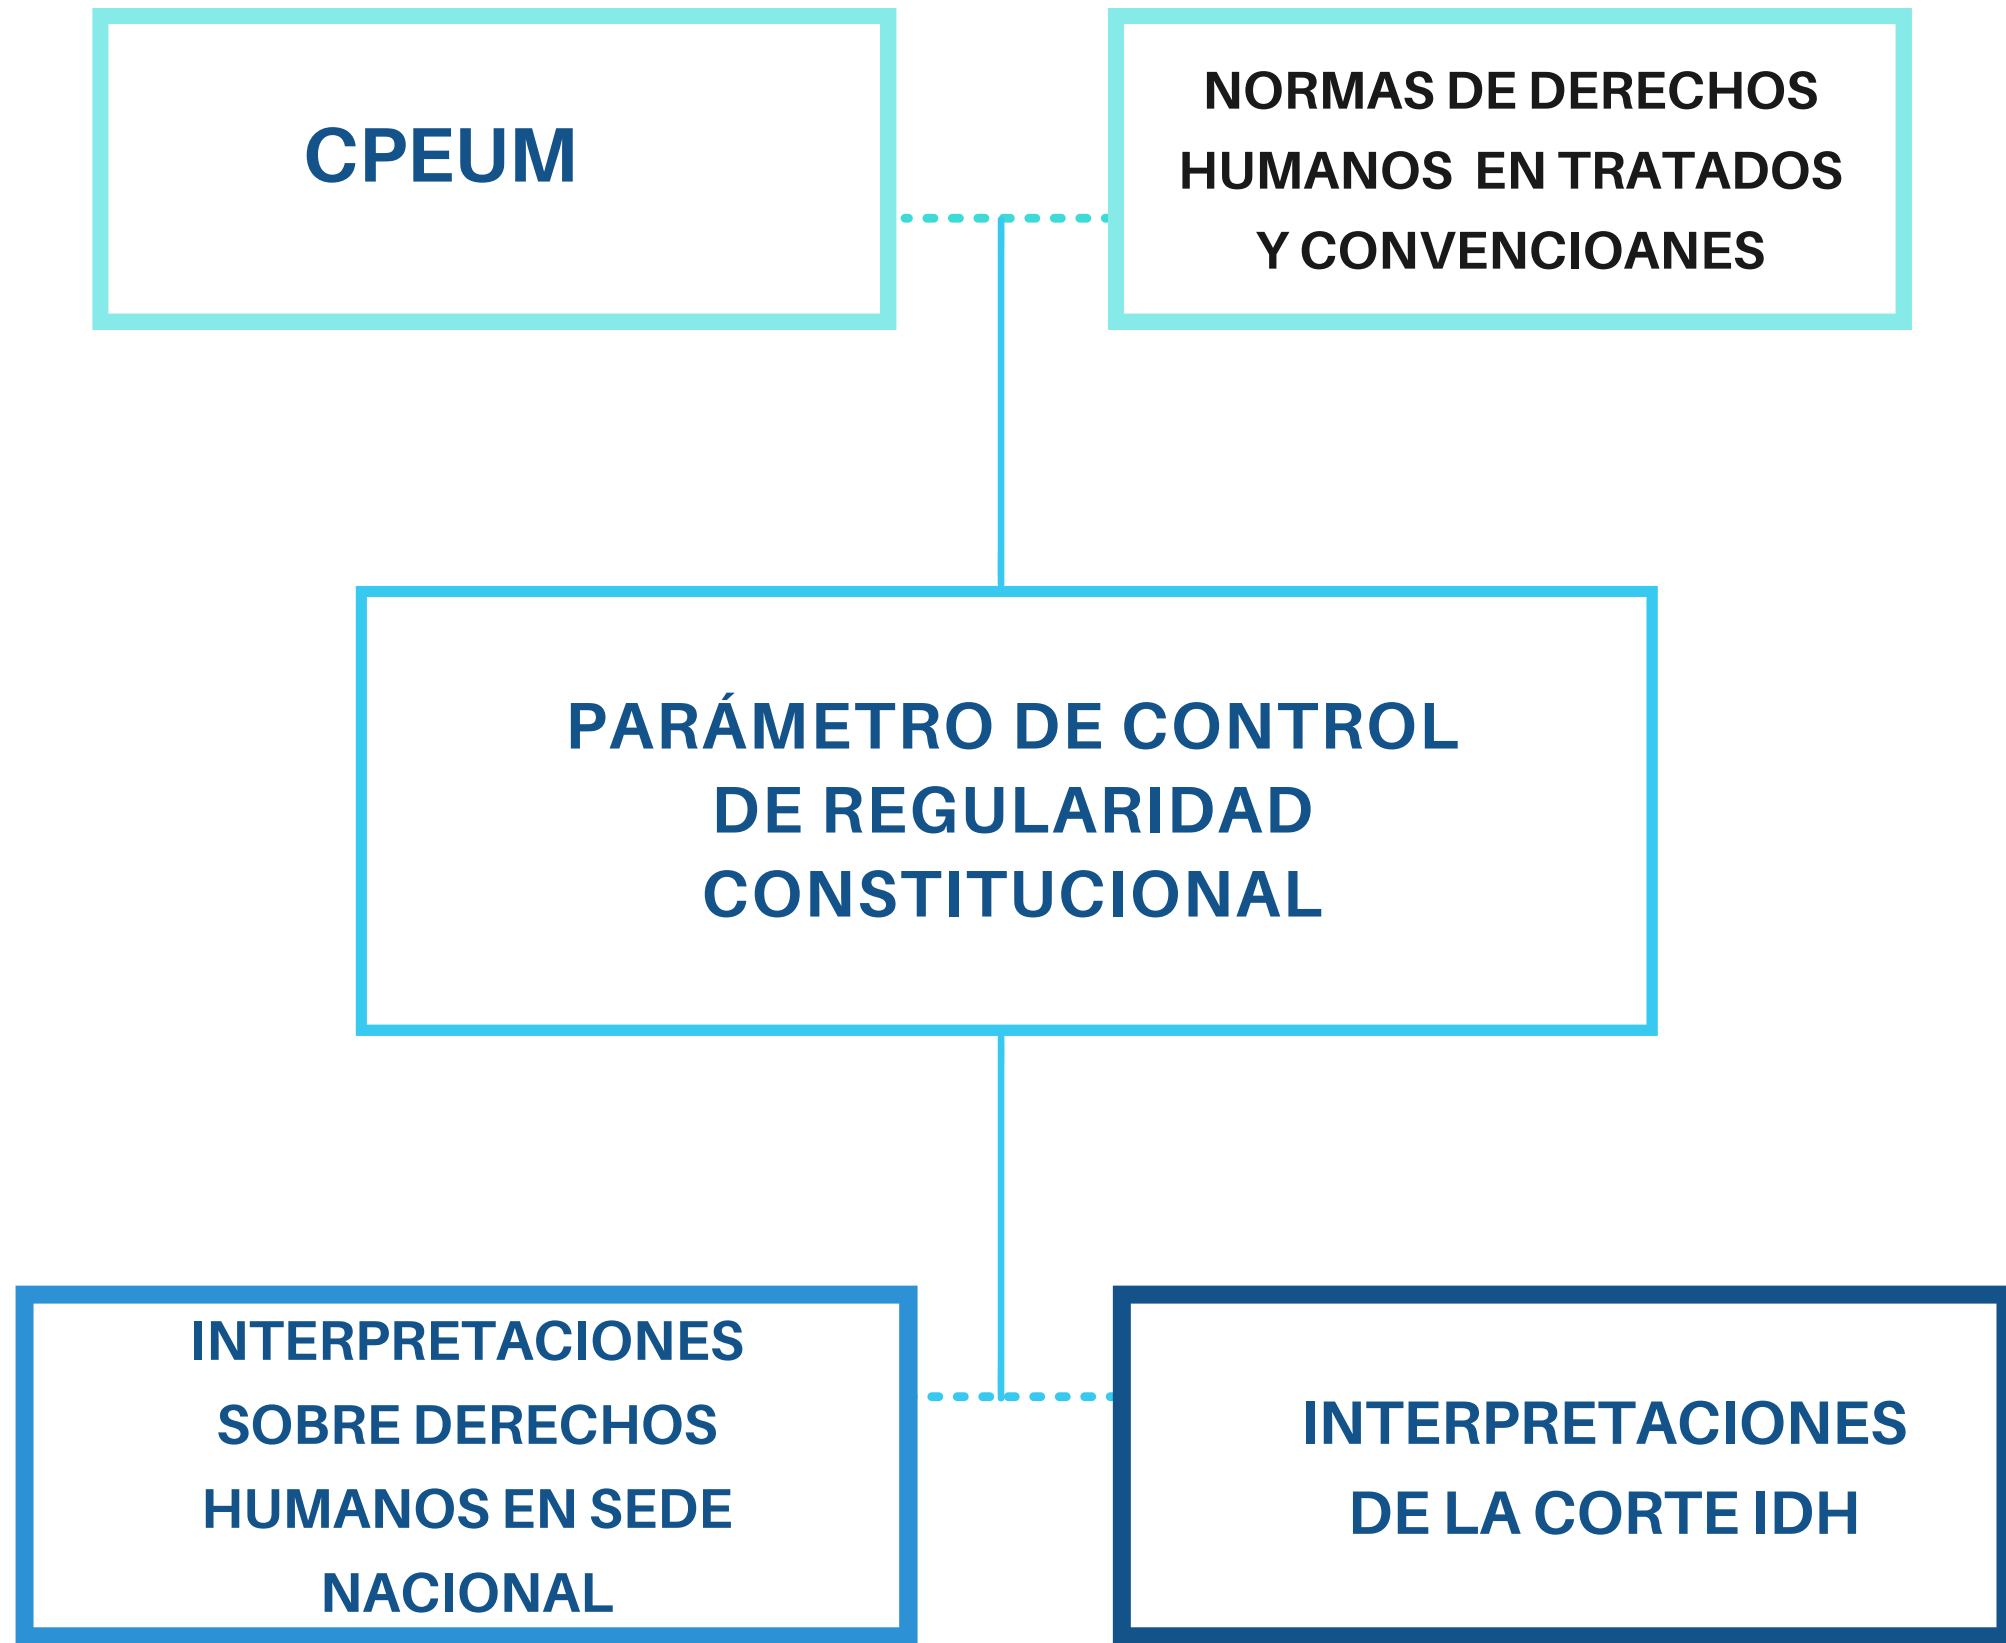 CPEUM
NORMAS DE DERECHOS
HUMANOS EN TRATADOS
Y CONVENCIOANES
PARÁMETRO DE CONTROL
DE REGULARIDAD
CONSTITUCIONAL
INTERPRETACIONES
SOBRE DERECHOS
HUMANOS EN SEDE
NACIONAL
INTERPRETACIONES
DE LA CORTE IDH